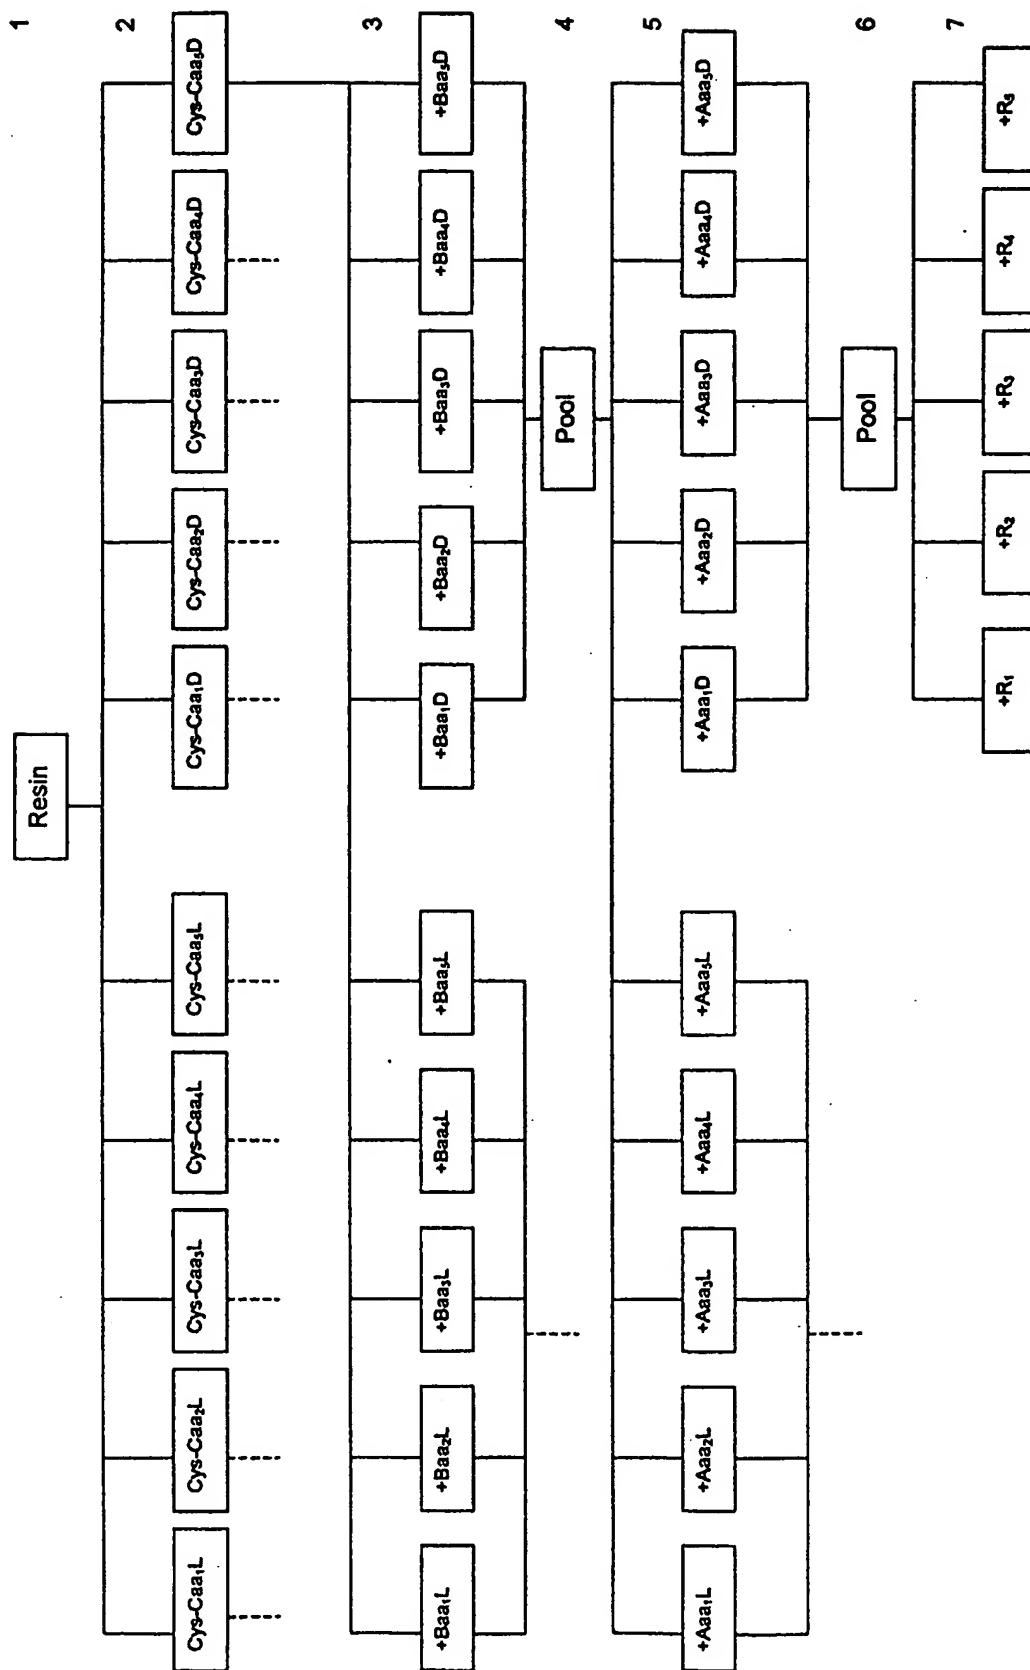 Resin 1
Cys-Caa₁L Cys-Caa₂L Cys-Caa₃L Cys-Caa₄L Cys-Caa₅L Cys-Caa₁D Cys-Caa₂D Cys-Caa₃D Cys-Caa₄D Cys-Caa₅D 2
+Baa₁L +Baa₂L +Baa₃L +Baa₄L +Baa₅L +Baa₁D +Baa₂D +Baa₃D +Baa₄D +Baa₅D 3
Pool 4
+Aaa₁L +Aaa₂L +Aaa₃L +Aaa₄L +Aaa₅L +Aaa₁D +Aaa₂D +Aaa₃D +Aaa₄D +Aaa₅D 5
Pool 6
+R₁ +R₂ +R₃ +R₄ +R₅ 7